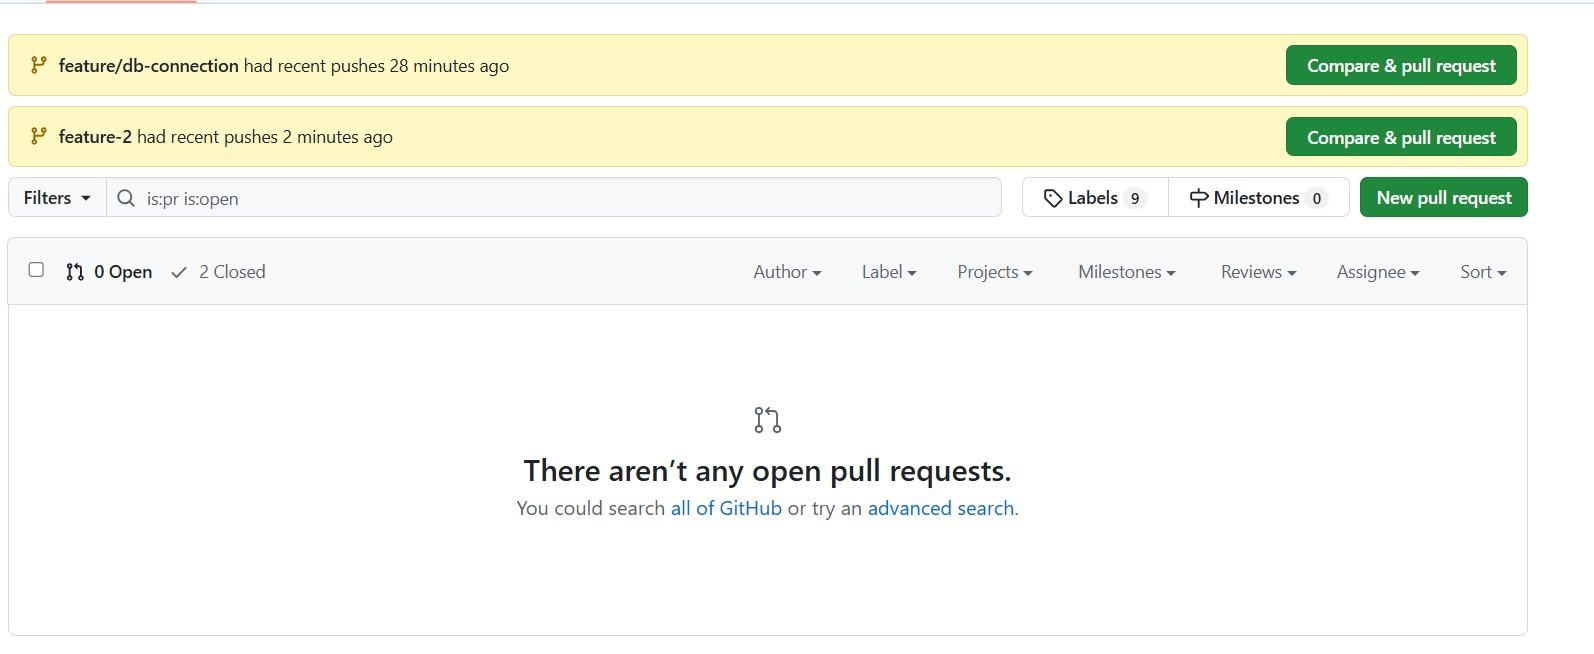 feature/db-connection had recent pushes 28 minutes ago
Compare & pull request
feature-2 had recent pushes 2 minutes ago
Compare & pull request
Filters
is:pr is:open
Labels 9
Milestones 0
New pull request
0 Open
2 Closed
Author
Label
Projects
Milestones
Reviews
Assignee
Sort
There aren’t any open pull requests.
You could search all of GitHub or try an advanced search.